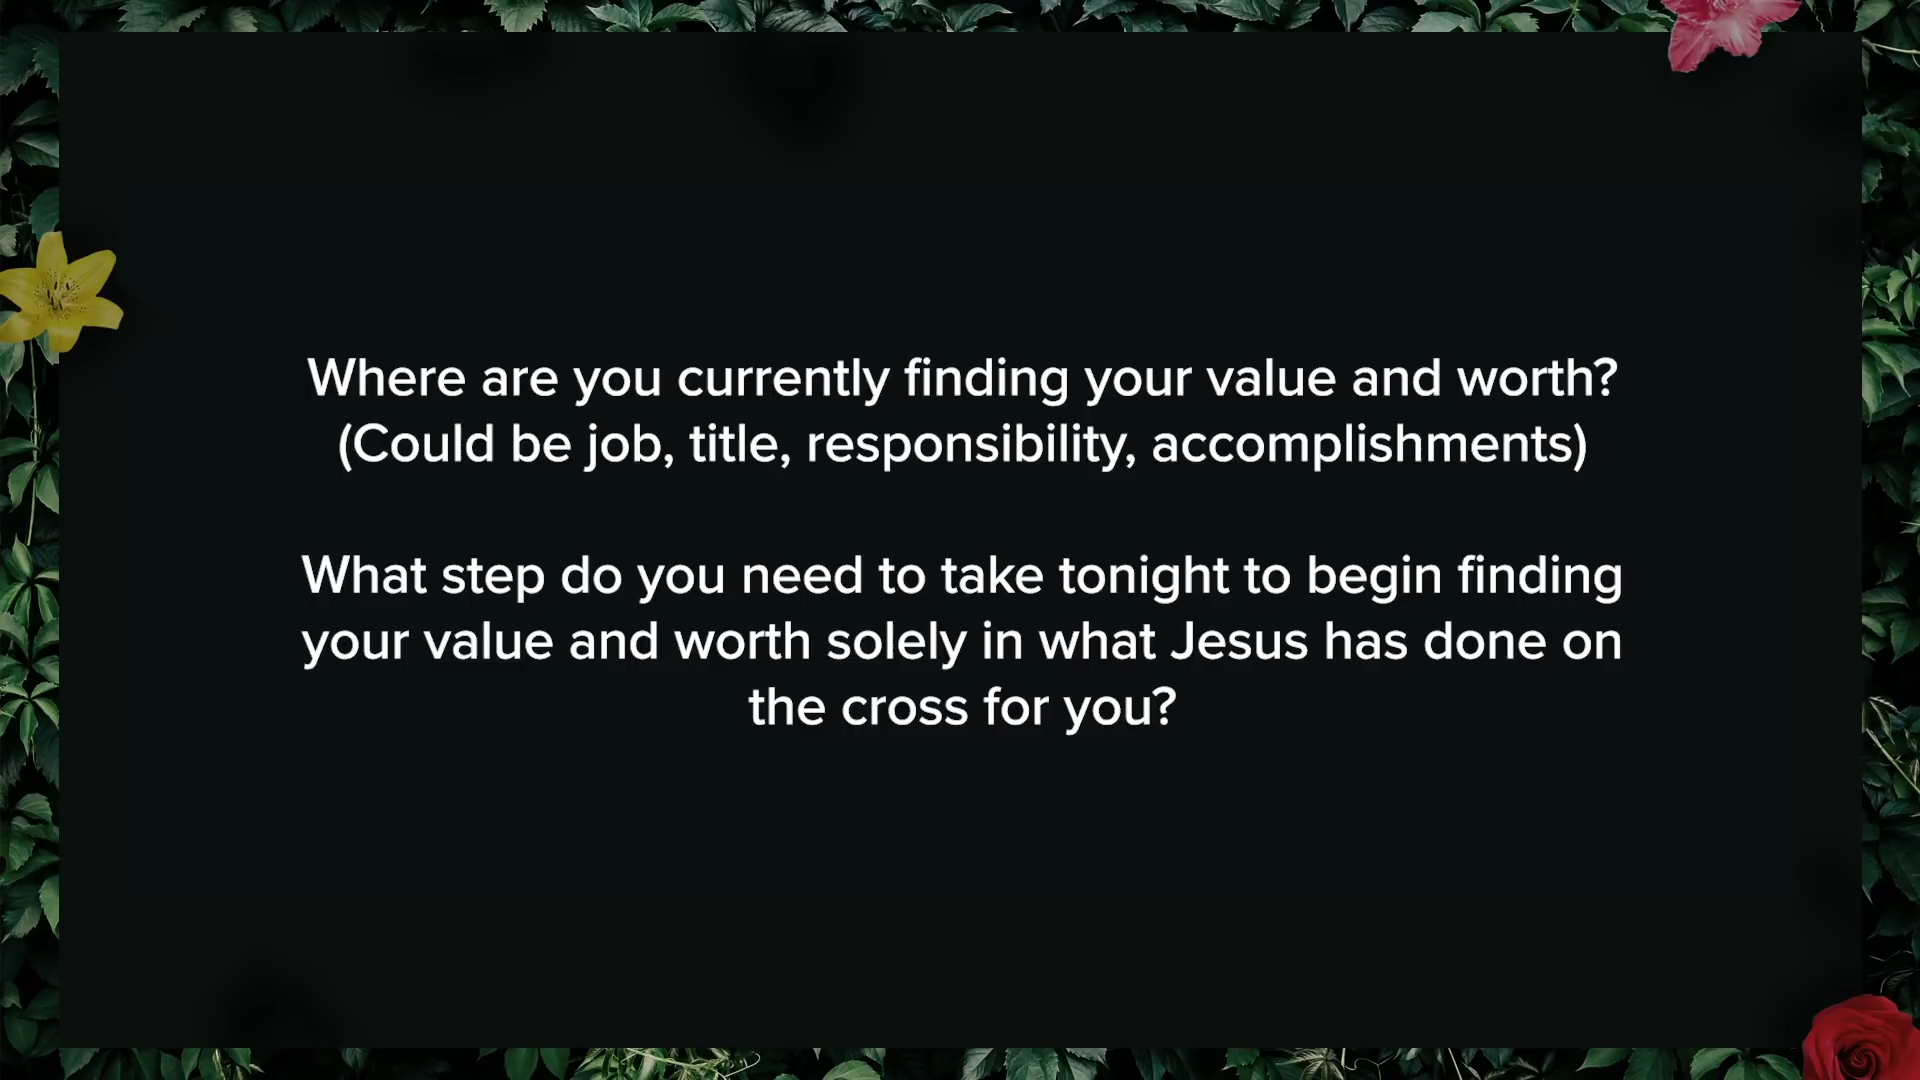 Where are you currently finding your value and worth?
(Could be job, title, responsibility, accomplishments)
What step do you need to take tonight to begin finding
your value and worth solely in what Jesus has done on
the cross for you?